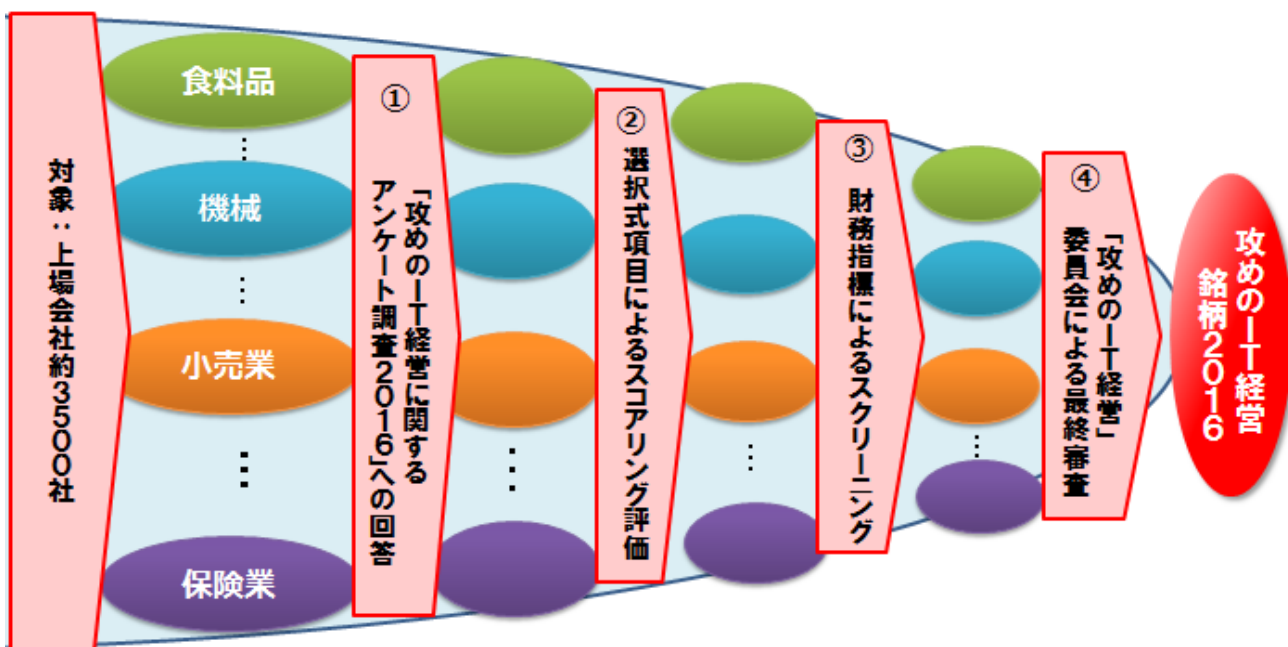 対象：上場会社約3500社
食料品
機械
小売業
保険業
①
「攻めのIT経営に関する
アンケート調査2016」への回答
②
選択式項目によるスコアリング評価
③
財務指標によるスクリーニング
④
「攻めのIT経営」
委員会による最終審査
攻めのIT経営
銘柄2016